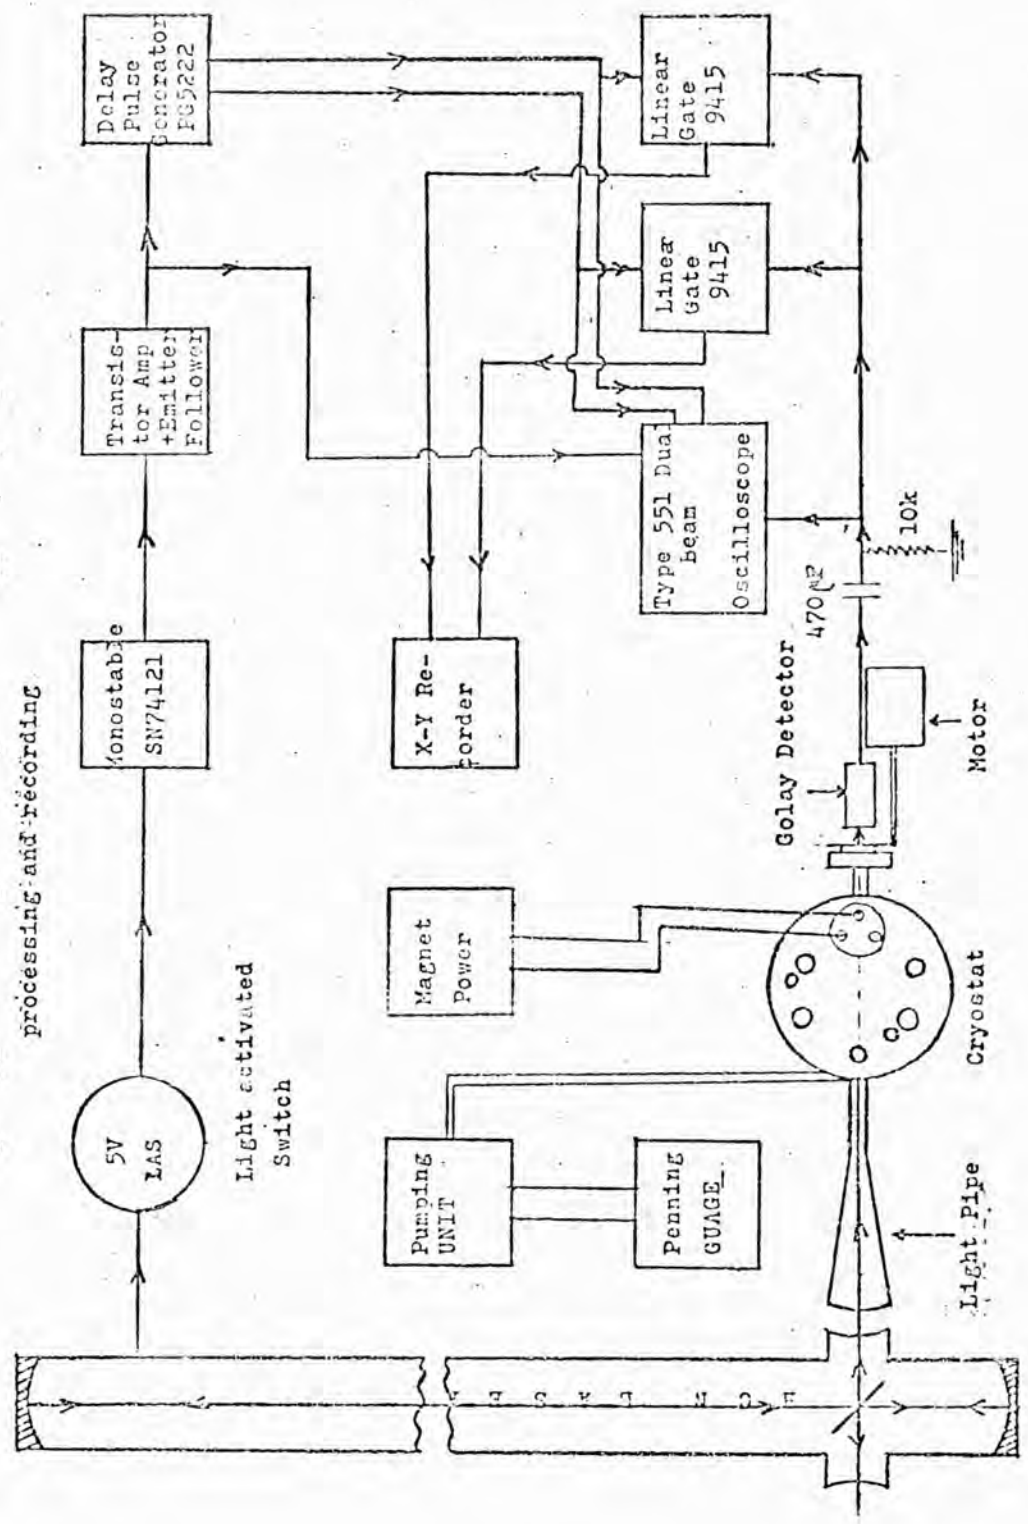 processing and recording
5V
LAS
Light activated
Switch
Monostable
SN74121
Transis-
tor Amp
+Emitter
Follower
Delay
Pulse
Generator
PG5222
Pumping
UNIT
Penning
GUAGE
Magnet
Power
X-Y Re-
corder
Type 551 Dual
beam
Oscilloscope
Linear
Gate
9415
Linear
Gate
9415
Light Pipe
Cryostat
Golay Detector
Motor
470μF
10k